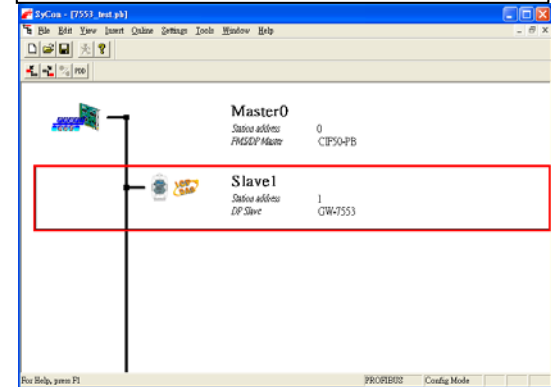 SyCon - [7553_test.pb]
File Edit View Insert Online Settings Tools Window Help
PDD
Master0
Station address 0
FMS/DP Master CIF50-PB
Slave1
Station address 1
DP Slave GW-7553
For Help, press F1 PROFIBUS Config Mode